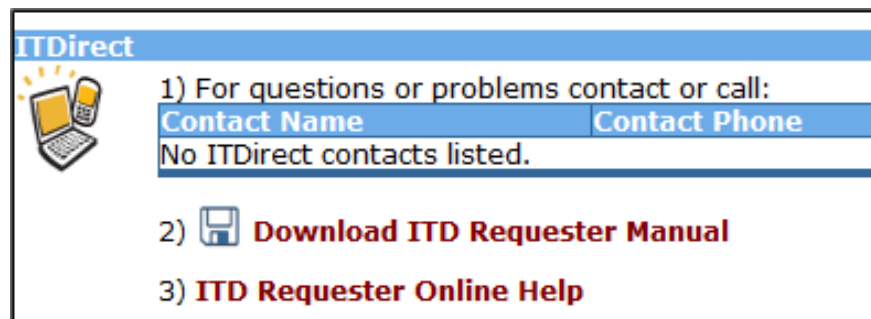 ITDirect
1) For questions or problems contact or call:
Contact Name Contact Phone
No ITDirect contacts listed.
2) Download ITD Requester Manual
3) ITD Requester Online Help